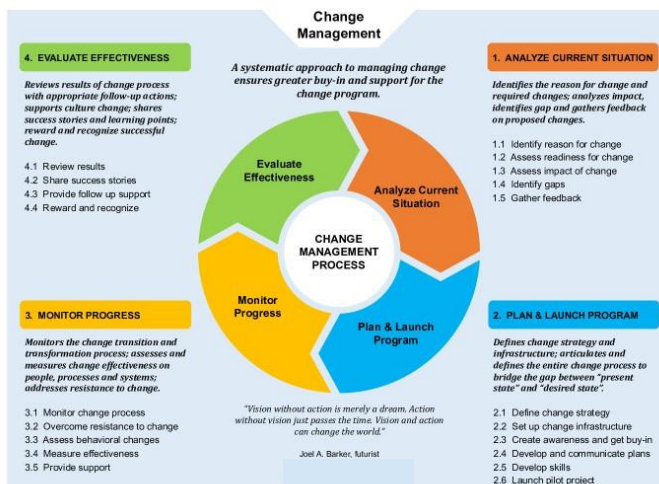 Change
Management
A systematic approach to managing change
ensures greater buy-in and support for the
change program.
4. EVALUATE EFFECTIVENESS
Reviews results of change process
with appropriate follow-up actions;
supports culture change; shares
success stories and learning points;
reward and recognize successful
change.
4.1 Review results
4.2 Share success stories
4.3 Provide follow up support
4.4 Reward and recognize
1. ANALYZE CURRENT SITUATION
Identifies the reason for change and
required changes; analyzes impact,
identifies gap and gathers feedback
on proposed changes.
1.1 Identify reason for change
1.2 Assess readiness for change
1.3 Assess impact of change
1.4 Identify gaps
1.5 Gather feedback
Evaluate
Effectiveness
Analyze Current
Situation
CHANGE
MANAGEMENT
PROCESS
Monitor
Progress
Plan & Launch
Program
3. MONITOR PROGRESS
Monitors the change transition and
transformation process; assesses and
measures change effectiveness on
people, processes and systems;
addresses resistance to change.
3.1 Monitor change process
3.2 Overcome resistance to change
3.3 Assess behavioral changes
3.4 Measure effectiveness
3.5 Provide support
2. PLAN & LAUNCH PROGRAM
Defines change strategy and
infrastructure; articulates and
defines the entire change process to
bridge the gap between "present
state" and "desired state".
2.1 Define change strategy
2.2 Set up change infrastructure
2.3 Create awareness and get buy-in
2.4 Develop and communicate plans
2.5 Develop skills
2.6 Launch pilot project
"Vision without action is merely a dream. Action
without vision just passes the time. Vision and action
can change the world."
Joel A. Barker, futurist